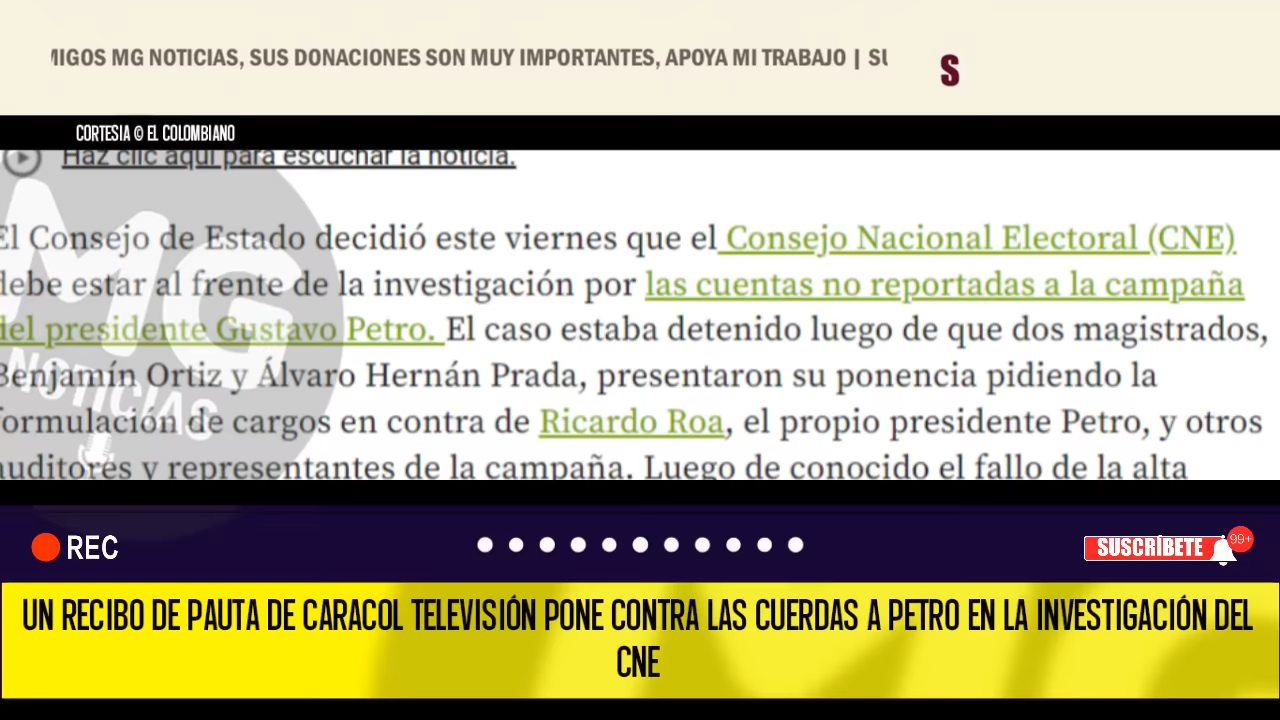 MIGOS MG NOTICIAS, SUS DONACIONES SON MUY IMPORTANTES, APOYA MI TRABAJO | SU
S
CORTESIA © EL COLOMBIANO
Haz clic aquí para escuchar la noticia.
El Consejo de Estado decidió este viernes que el Consejo Nacional Electoral (CNE)
debe estar al frente de la investigación por las cuentas no reportadas a la campaña
del presidente Gustavo Petro. El caso estaba detenido luego de que dos magistrados,
Benjamín Ortiz y Álvaro Hernán Prada, presentaron su ponencia pidiendo la
formulación de cargos en contra de Ricardo Roa, el propio presidente Petro, y otros
auditores y representantes de la campaña. Luego de conocido el fallo de la alta
MG
NOTICIAS
REC
SUSCRÍBETE
99+
UN RECIBO DE PAUTA DE CARACOL TELEVISIÓN PONE CONTRA LAS CUERDAS A PETRO EN LA INVESTIGACIÓN DEL
CNE